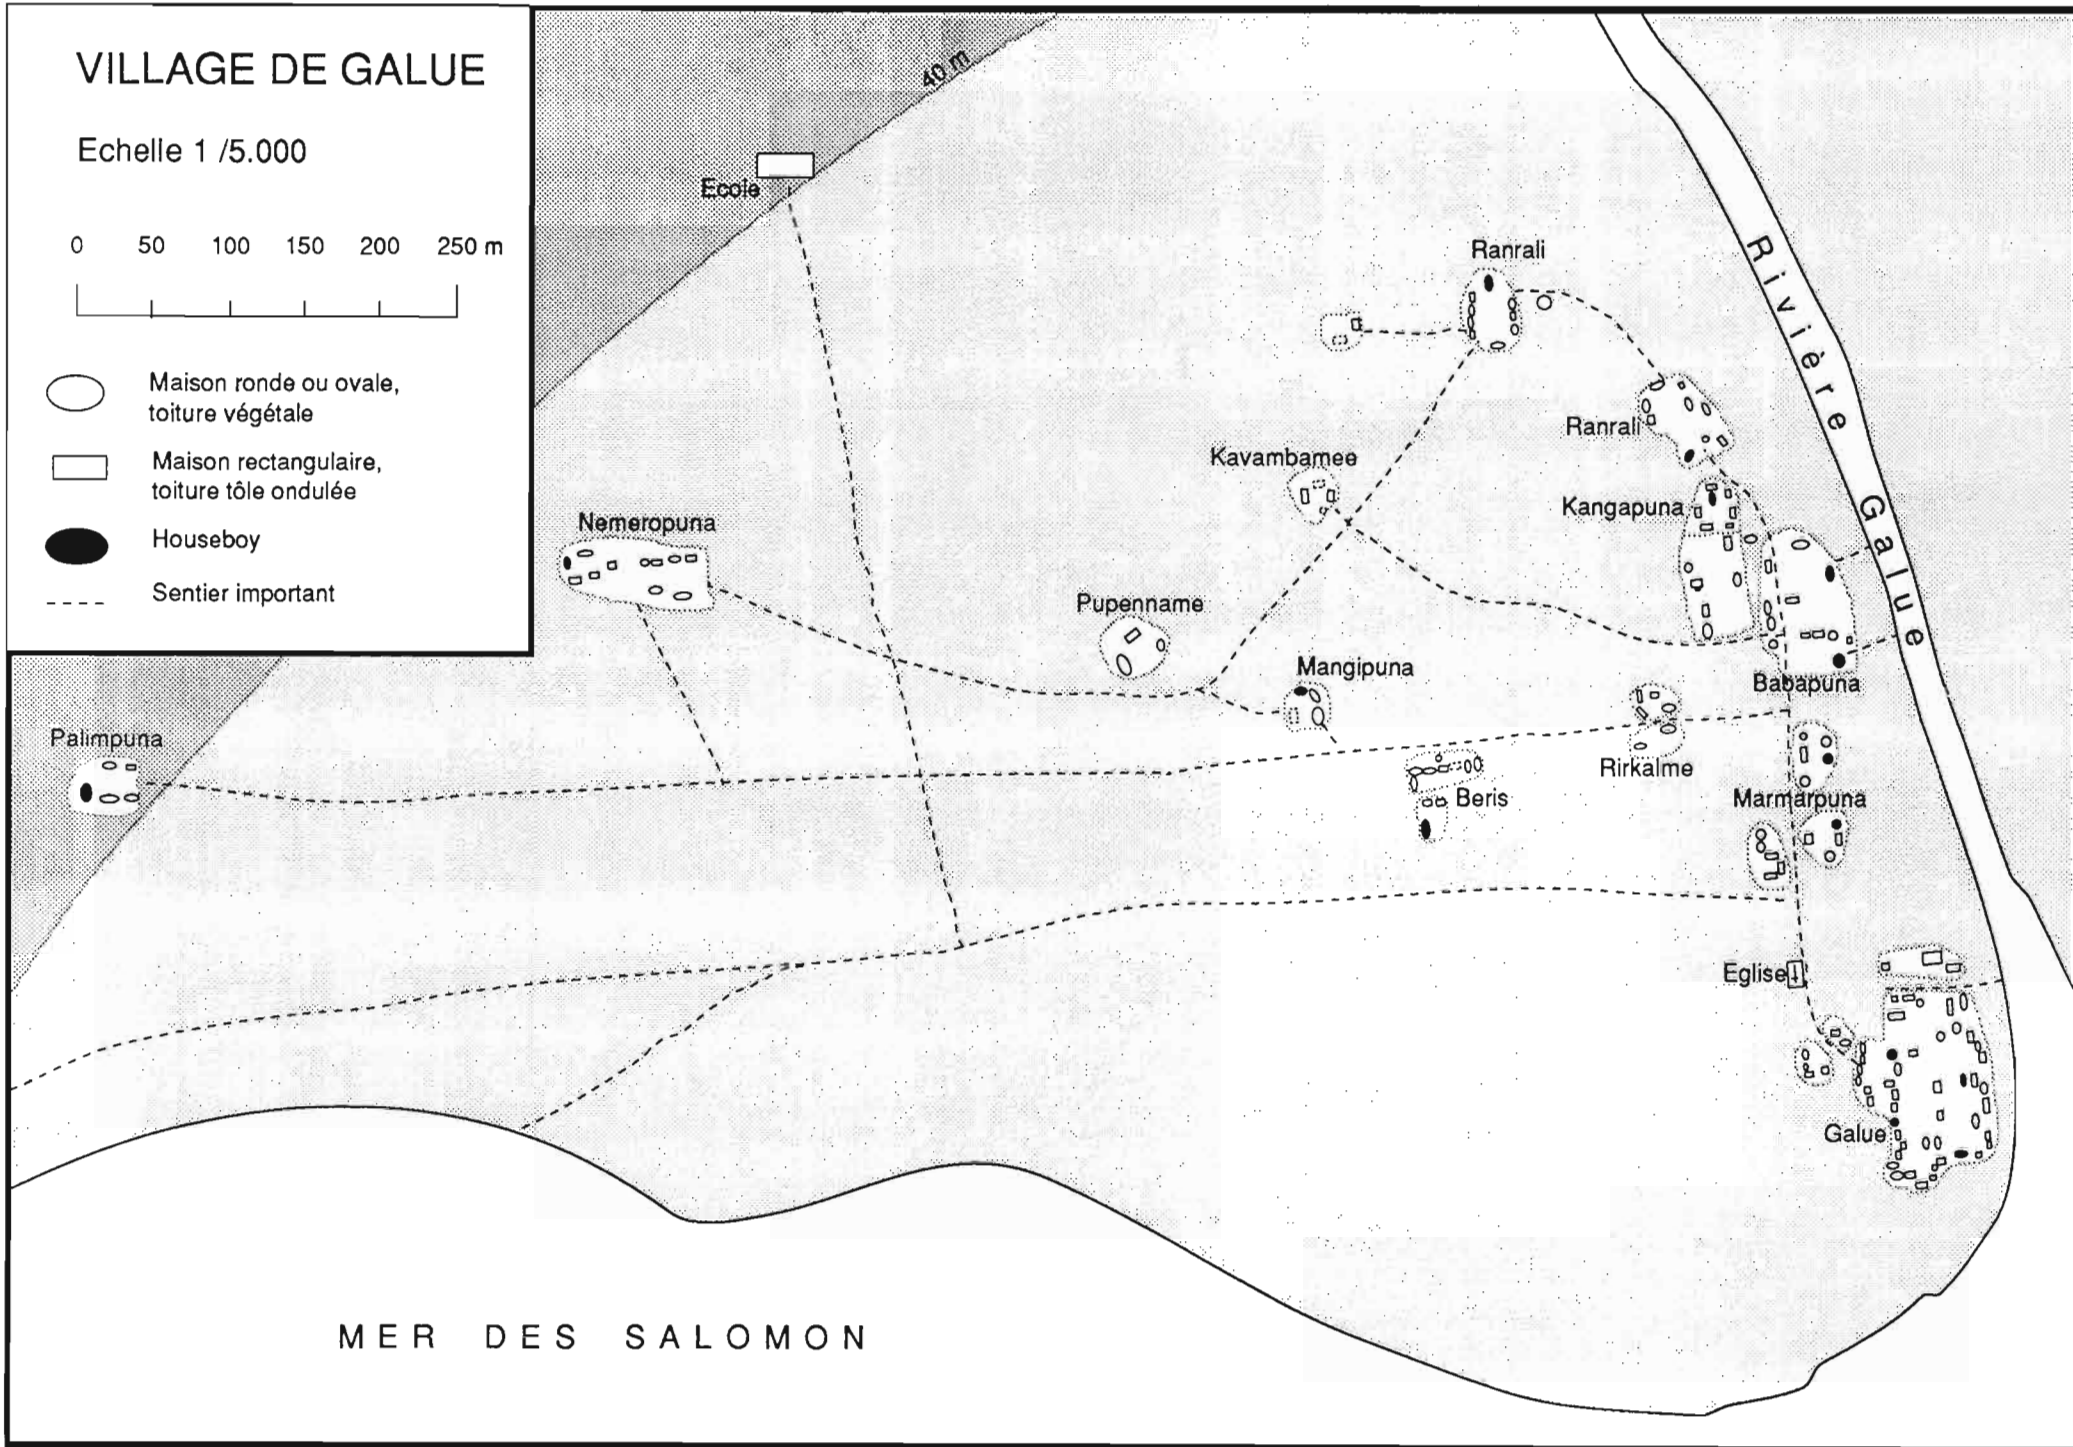 VILLAGE DE GALUE
Echelle 1 /5.000
0 50 100 150 200 250 m
Maison ronde ou ovale,
toiture végétale
Maison rectangulaire,
toiture tôle ondulée
Houseboy
Sentier important
40 m
Ecole
Ranrali
Rivière Galue
Ranrali
Kavambamee
Kangapuna
Nemeropuna
Pupenname
Mangipuna
Babapuna
Palimpuna
Rirkalme
Beris
Marmarpuna
Eglise
Galue
MER DES SALOMON